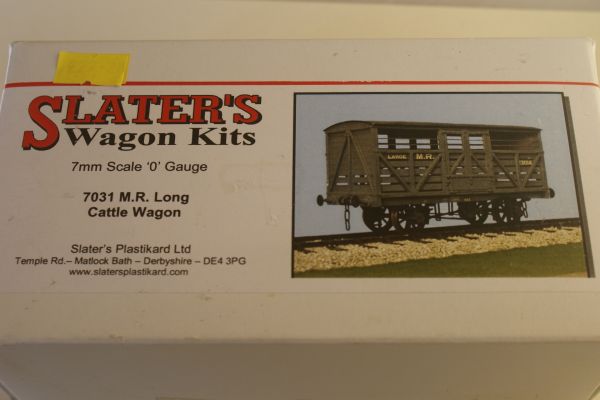 SLATER'S
Wagon Kits
7mm Scale '0' Gauge
7031 M.R. Long
Cattle Wagon
Slater's Plastikard Ltd
Temple Rd.– Matlock Bath – Derbyshire – DE4 3PG
www.slatersplastikard.com
LARGE M.R.